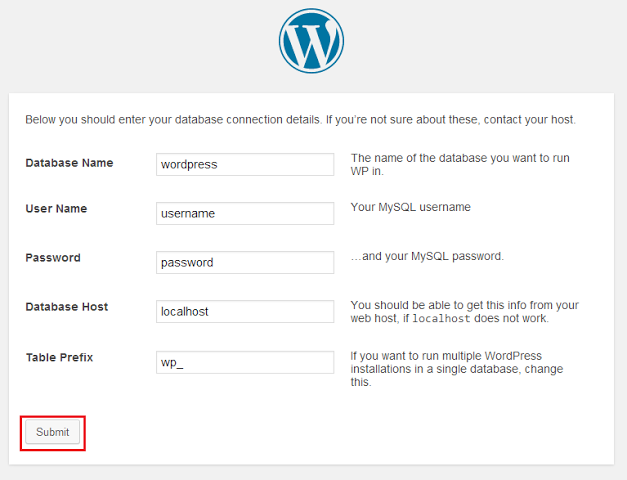 Below you should enter your database connection details. If you’re not sure about these, contact your host.
Database Name
wordpress
The name of the database you want to run
WP in.
User Name
username
Your MySQL username
Password
password
…and your MySQL password.
Database Host
localhost
You should be able to get this info from your
web host, if localhost does not work.
Table Prefix
wp_
If you want to run multiple WordPress
installations in a single database, change
this.
Submit